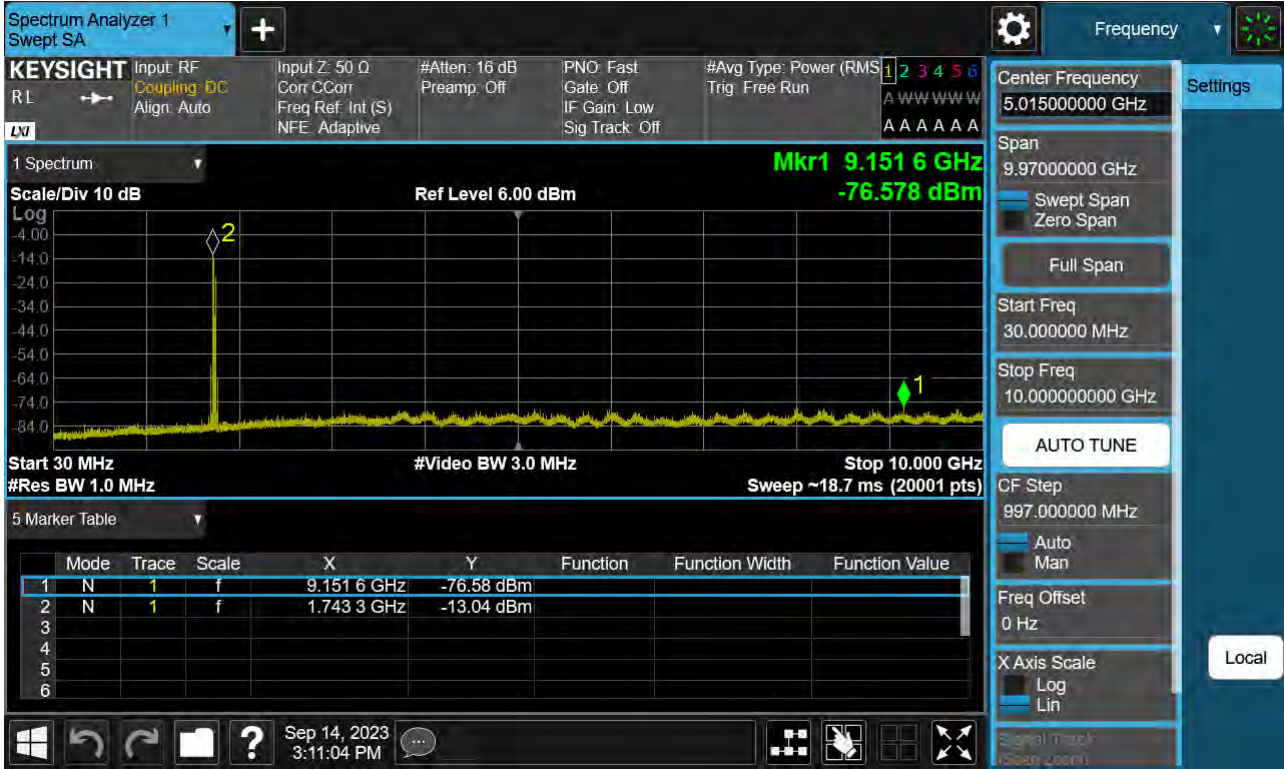 Spectrum Analyzer 1
Swept SA
+
Frequency
KEYSIGHT
RL
LXI
Input: RF
Coupling: DC
Align: Auto
Input Z: 50 Ω
Corr CCorr
Freq Ref: Int (S)
NFE: Adaptive
#Atten: 16 dB
Preamp: Off
PNO: Fast
Gate: Off
IF Gain: Low
Sig Track: Off
#Avg Type: Power (RMS
Trig: Free Run
1 2 3 4 5 6
A W W W W W
A A A A A A
1 Spectrum
Mkr1 9.151 6 GHz
-76.578 dBm
Scale/Div 10 dB
Ref Level 6.00 dBm
Log
-4.00
-14.0
-24.0
-34.0
-44.0
-54.0
-64.0
-74.0
-84.0
2
1
Start 30 MHz
#Video BW 3.0 MHz
Stop 10.000 GHz
#Res BW 1.0 MHz
Sweep ~18.7 ms (20001 pts)
5 Marker Table
Mode Trace Scale X Y Function Function Width Function Value
1 N 1 f 9.151 6 GHz -76.58 dBm
2 N 1 f 1.743 3 GHz -13.04 dBm
3
4
5
6
?
Sep 14, 2023
3:11:04 PM
Center Frequency
5.015000000 GHz
Settings
Span
9.97000000 GHz
Swept Span
Zero Span
Full Span
Start Freq
30.000000 MHz
Stop Freq
10.000000000 GHz
AUTO TUNE
CF Step
997.000000 MHz
Auto
Man
Freq Offset
0 Hz
X Axis Scale
Log
Lin
Local
Signal Track
(Span Zoom)